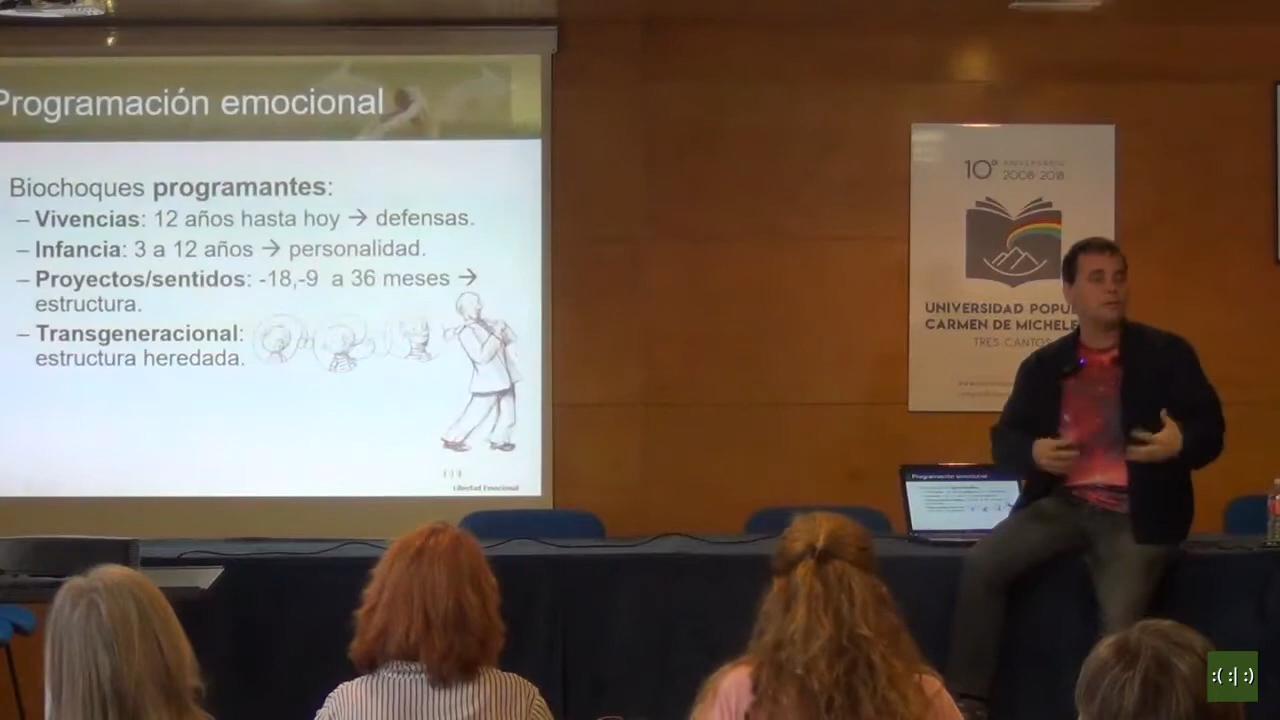 Programación emocional
Biochoques programantes:
– Vivencias: 12 años hasta hoy → defensas.
– Infancia: 3 a 12 años → personalidad.
– Proyectos/sentidos: -18,-9 a 36 meses →
estructura.
– Transgeneracional:
estructura heredada.
Libertad Emocional
10º ANIVERSARIO
2008-2018
UNIVERSIDAD POPU
CARMEN DE MICHELE
TRES CANTOS
Programación emocional
:( :| :)